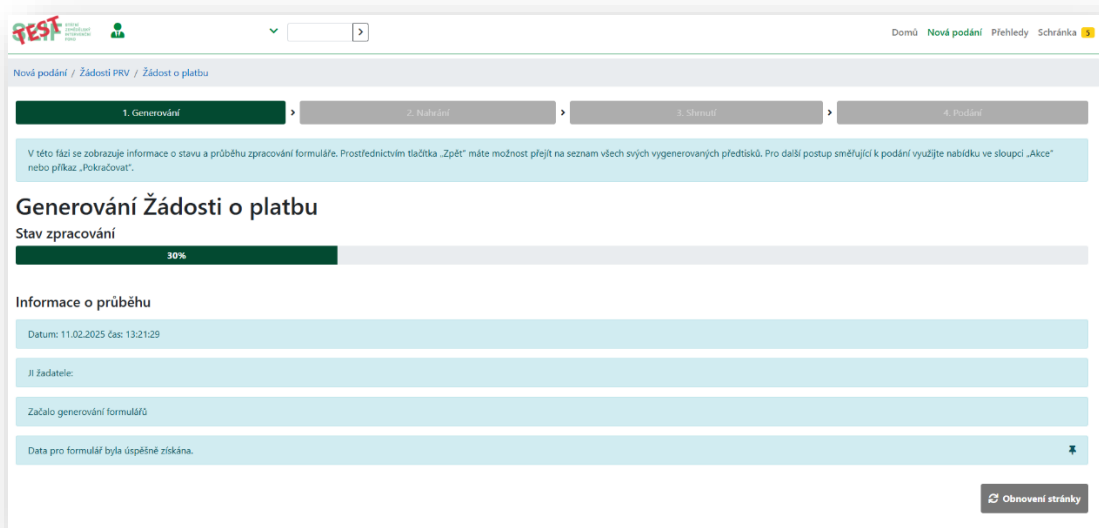 TEST
Domů Nová podání Přehledy Schránka 5
Nová podání / Žádosti PRV / Žádost o platbu
1. Generování
2. Nahrání
3. Shrnutí
4. Podání
V této fázi se zobrazuje informace o stavu a průběhu zpracování formuláře. Prostřednictvím tlačítka „Zpět" máte možnost přejít na seznam všech svých vygenerovaných předtisků. Pro další postup směřující k podání využijte nabídku ve sloupci „Akce"
nebo příkaz „Pokračovat".
Generování Žádosti o platbu
Stav zpracování
30%
Informace o průběhu
Datum: 11.02.2025 čas: 13:21:29
JI žadatele:
Začalo generování formulářů
Data pro formulář byla úspěšně získána.
Obnovení stránky